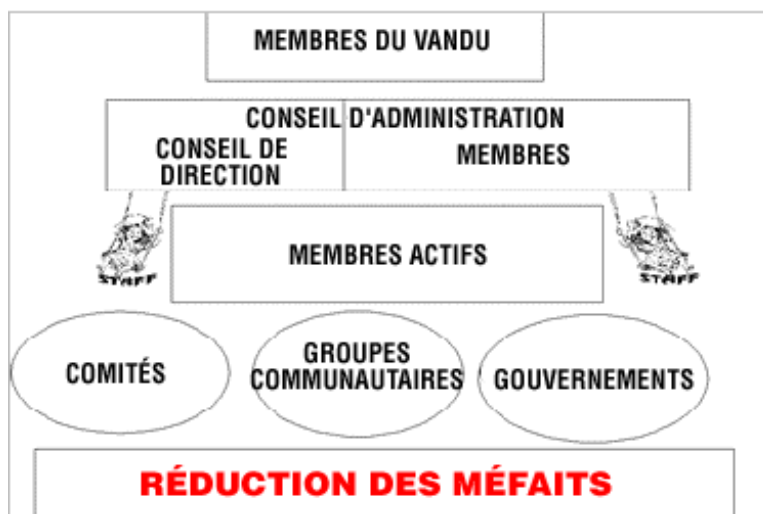 MEMBRES DU VANDU
CONSEIL D'ADMINISTRATION
CONSEIL DE
DIRECTION
MEMBRES
STAFF
MEMBRES ACTIFS
STAFF
COMITÉS
GROUPES
COMMUNAUTAIRES
GOUVERNEMENTS
RÉDUCTION DES MÉFAITS